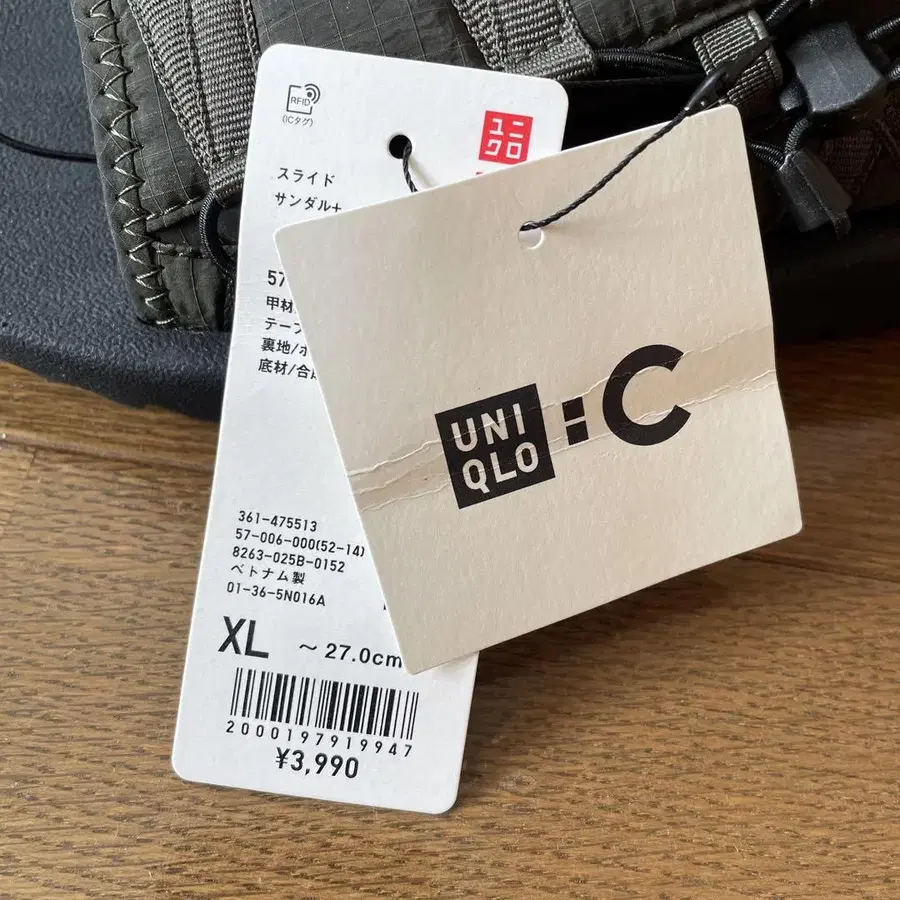 RFID
(ICタグ)
ユニ
クロ
スライド
サンダル+
57
甲材
テープ
裏地/ポ
底材/合成
361-475513
57-006-000(52-14)
8263-025B-0152
ベトナム製
01-36-5N016A
XL ~27.0cm
2000197919947
¥3,990
UNI
QLO
:C